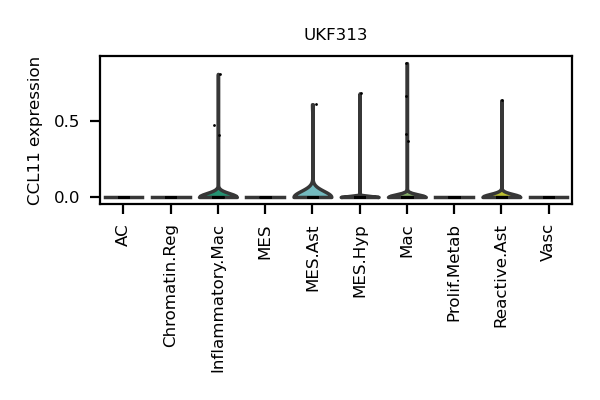 UKF313
CCL11 expression
0.5
0.0
AC
Chromatin.Reg
Inflammatory.Mac
MES
MES.Ast
MES.Hyp
Mac
Prolif.Metab
Reactive.Ast
Vasc